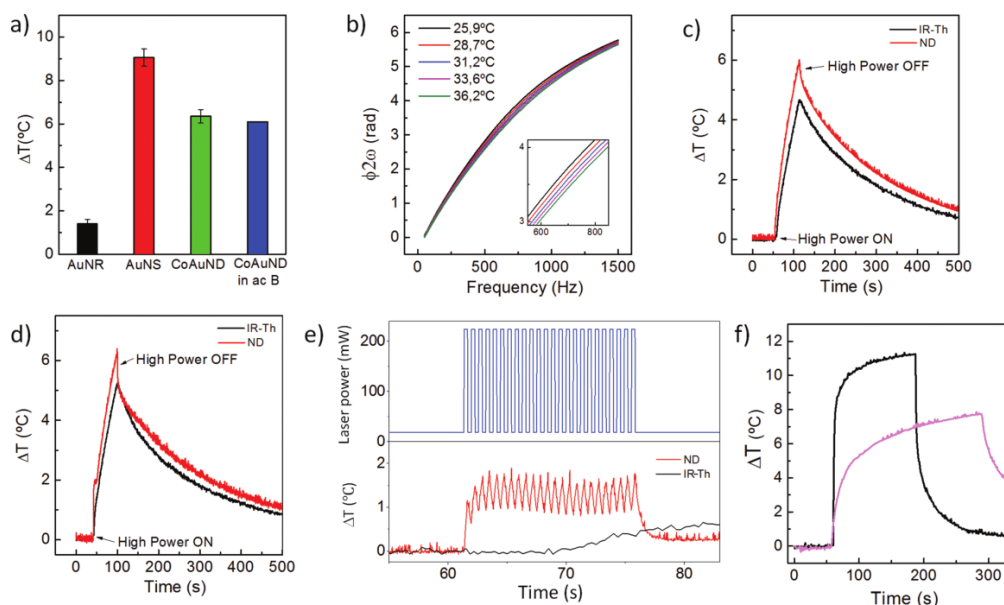 a)
ΔT(ºC)
10
8
6
4
2
0
AuNR
AuNS
CoAuND
CoAuND
in ac B
b)
ϕ2ω (rad)
6
5
4
3
2
1
0
25,9ºC
28,7ºC
31,2ºC
33,6ºC
36,2ºC
4
3
600
800
0
500
1000
1500
Frequency (Hz)
c)
ΔT (ºC)
7
6
5
4
3
2
1
0
IR-Th
ND
High Power OFF
High Power ON
0
100
200
300
400
500
Time (s)
d)
ΔT (ºC)
8
6
4
2
0
IR-Th
ND
High Power OFF
High Power ON
0
100
200
300
400
500
Time (s)
e)
Laser power (mW)
200
100
0
ΔT (ºC)
2
1
0
ND
IR-Th
60
70
80
Time (s)
f)
ΔT (ºC)
12
10
8
6
4
2
0
0
100
200
300
Time (s)